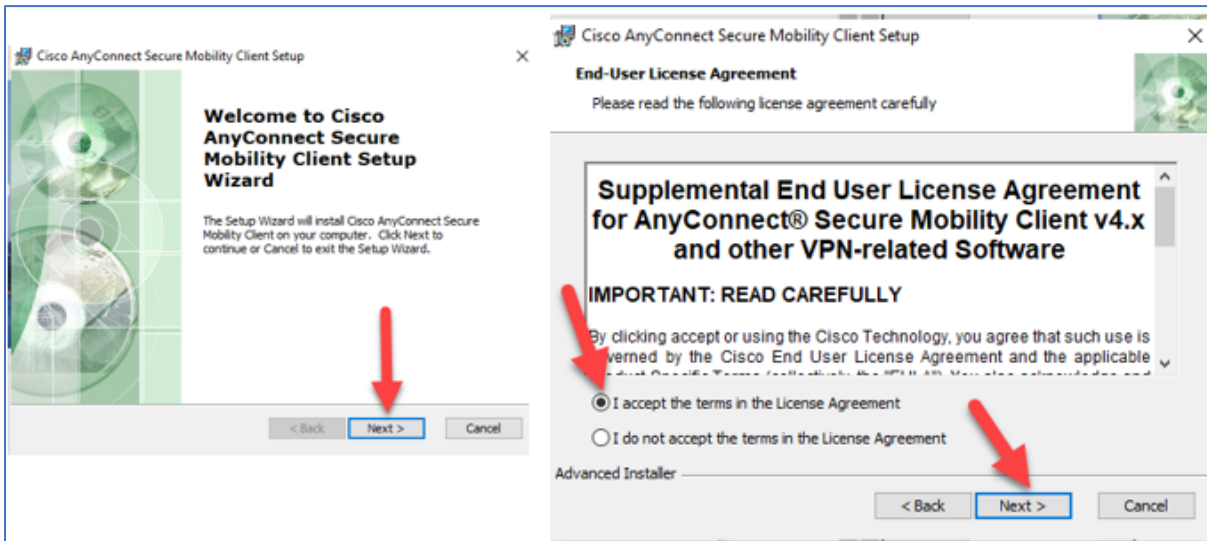 Cisco AnyConnect Secure Mobility Client Setup
Welcome to Cisco
AnyConnect Secure
Mobility Client Setup
Wizard
The Setup Wizard will install Cisco AnyConnect Secure
Mobility Client on your computer. Click Next to
continue or Cancel to exit the Setup Wizard.
< Back Next > Cancel
Cisco AnyConnect Secure Mobility Client Setup
End-User License Agreement
Please read the following license agreement carefully
Supplemental End User License Agreement
for AnyConnect® Secure Mobility Client v4.x
and other VPN-related Software
IMPORTANT: READ CAREFULLY
By clicking accept or using the Cisco Technology, you agree that such use is
governed by the Cisco End User License Agreement and the applicable
I accept the terms in the License Agreement
I do not accept the terms in the License Agreement
Advanced Installer
< Back Next > Cancel